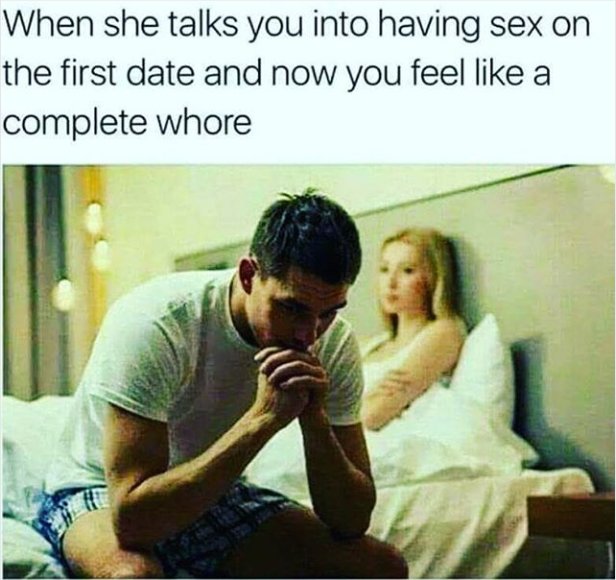 When she talks you into having sex on
the first date and now you feel like a
complete whore